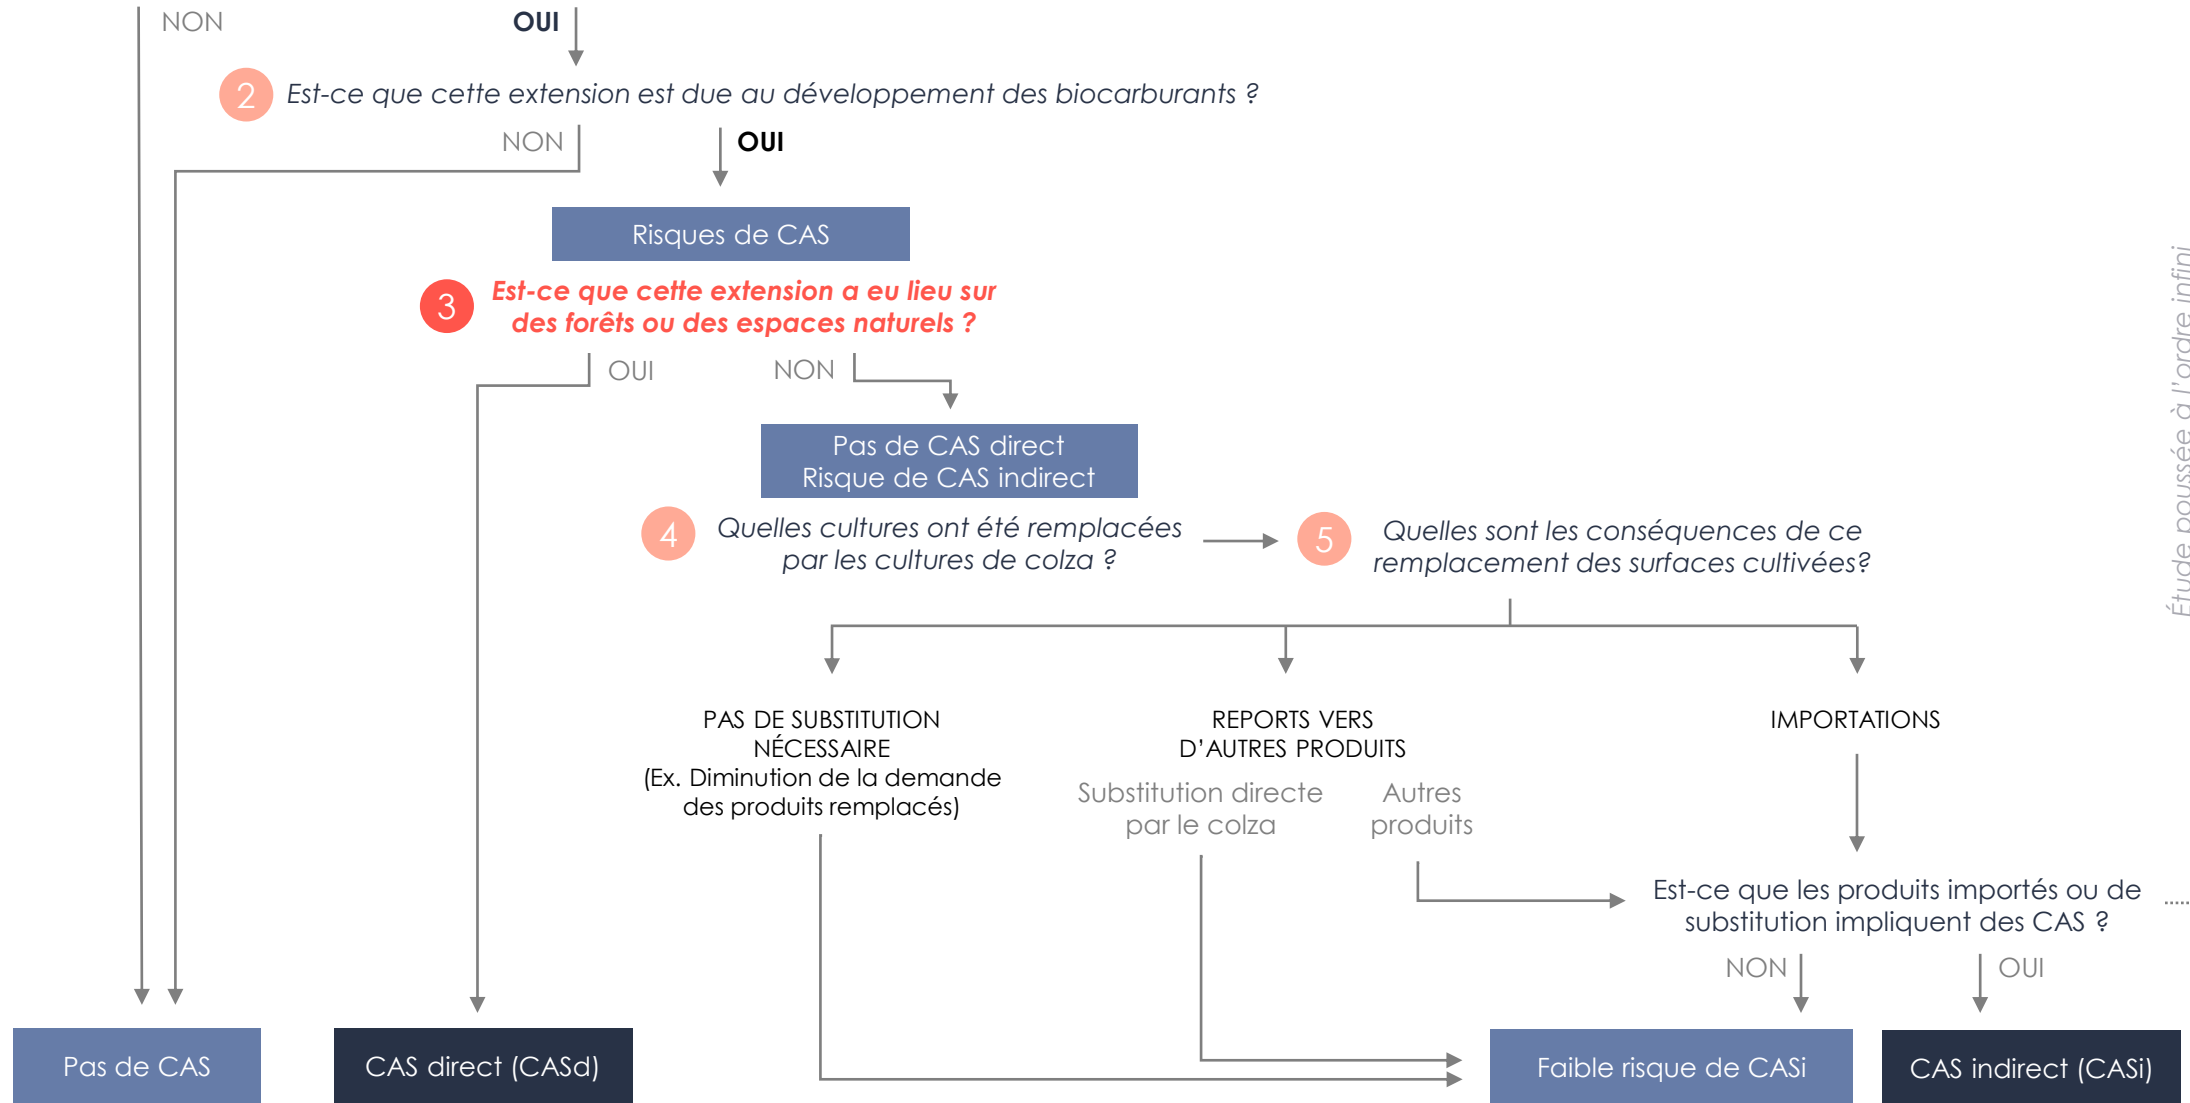 NON
OUI
2
Est-ce que cette extension est due au développement des biocarburants ?
NON
OUI
Risques de CAS
3
Est-ce que cette extension a eu lieu sur
des forêts ou des espaces naturels ?
OUI
NON
Pas de CAS direct
Risque de CAS indirect
4
Quelles cultures ont été remplacées
par les cultures de colza ?
5
Quelles sont les conséquences de ce
remplacement des surfaces cultivées?
PAS DE SUBSTITUTION
NÉCESSAIRE
(Ex. Diminution de la demande
des produits remplacés)
REPORTS VERS
D'AUTRES PRODUITS
Substitution directe
par le colza
Autres
produits
IMPORTATIONS
Est-ce que les produits importés ou de
substitution impliquent des CAS ?
NON
OUI
Pas de CAS
CAS direct (CASd)
Faible risque de CASi
CAS indirect (CASi)
Étude poussée à l'ordre infini